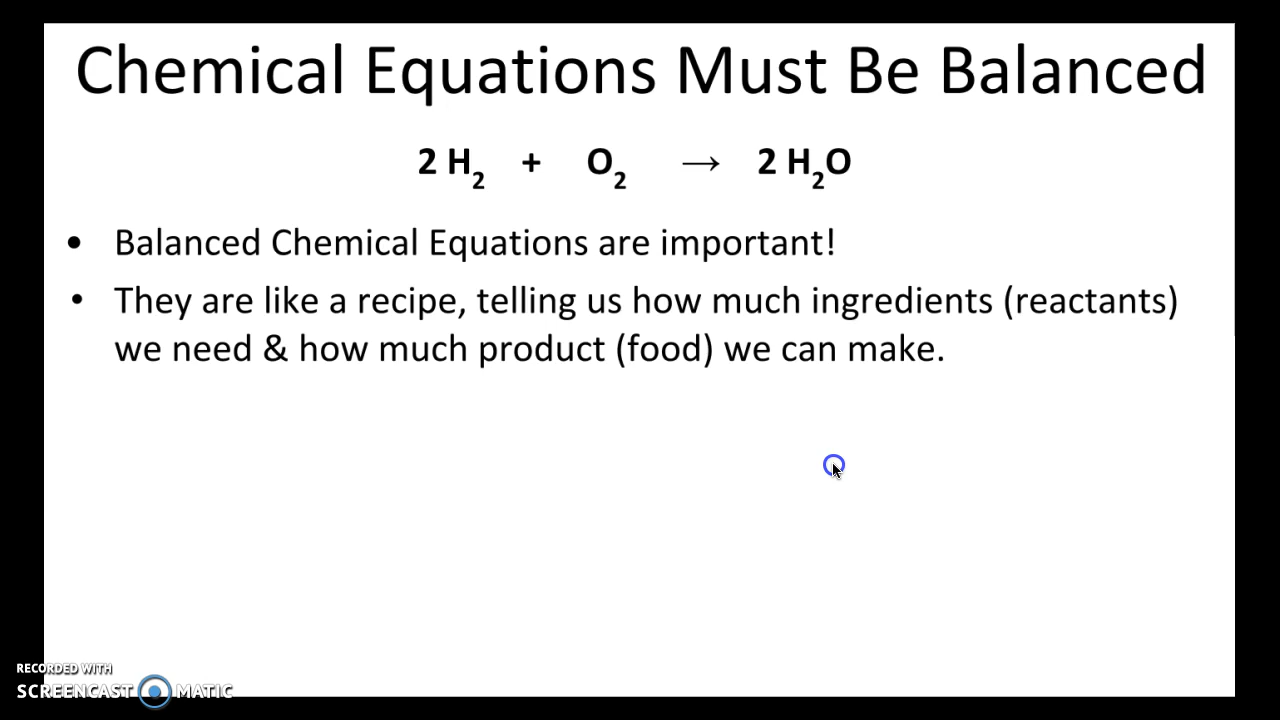 Chemical Equations Must Be Balanced
2 H₂ + O₂ → 2 H₂O
• Balanced Chemical Equations are important!
• They are like a recipe, telling us how much ingredients (reactants)
we need & how much product (food) we can make.
RECORDED WITH
SCREENCAST MATIC